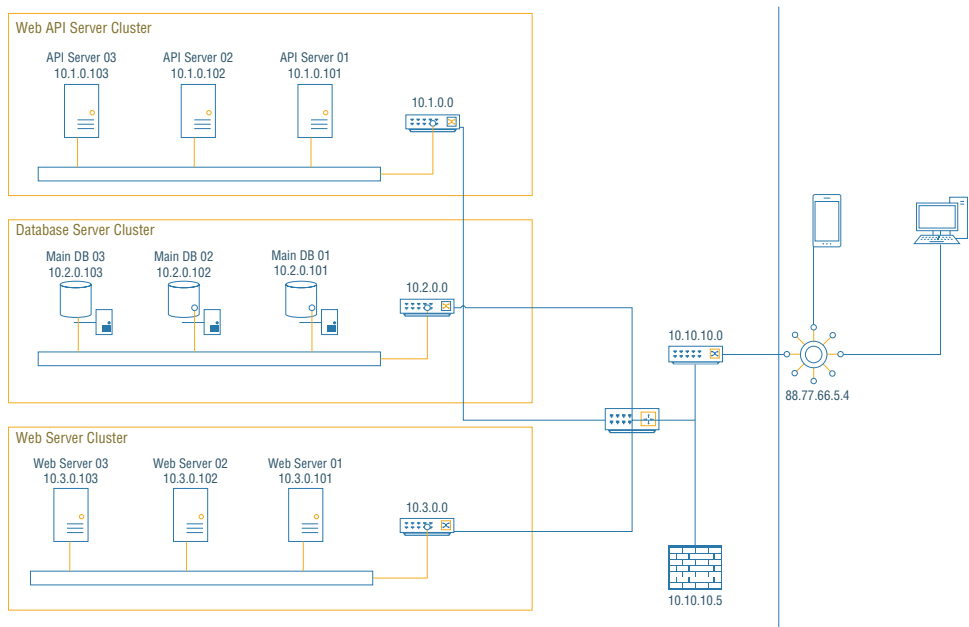 Web API Server Cluster
API Server 03
10.1.0.103
API Server 02
10.1.0.102
API Server 01
10.1.0.101
10.1.0.0
Database Server Cluster
Main DB 03
10.2.0.103
Main DB 02
10.2.0.102
Main DB 01
10.2.0.101
10.2.0.0
Web Server Cluster
Web Server 03
10.3.0.103
Web Server 02
10.3.0.102
Web Server 01
10.3.0.101
10.3.0.0
10.10.10.0
10.10.10.5
88.77.66.5.4